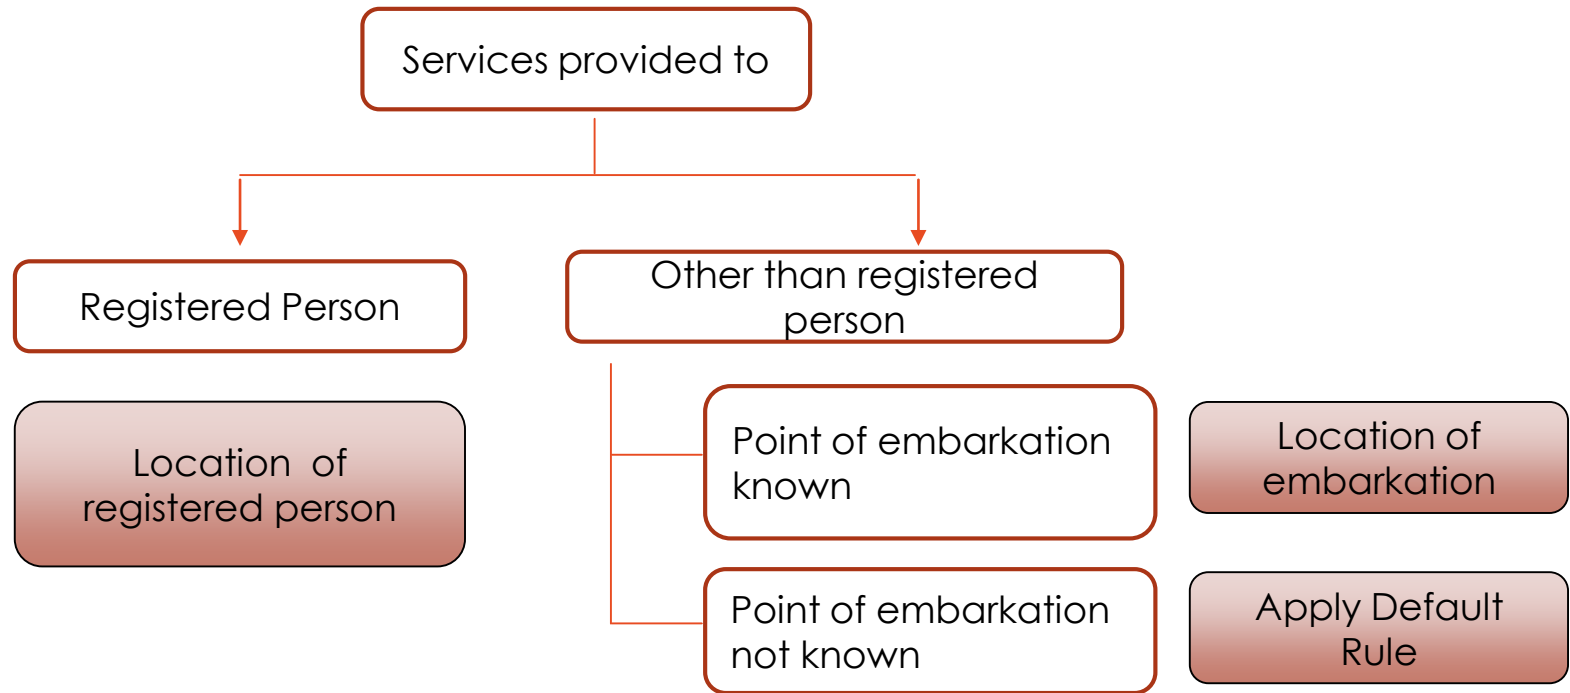 Services provided to
Registered Person
Other than registered
person
Location of
registered person
Point of embarkation
known
Location of
embarkation
Point of embarkation
not known
Apply Default
Rule